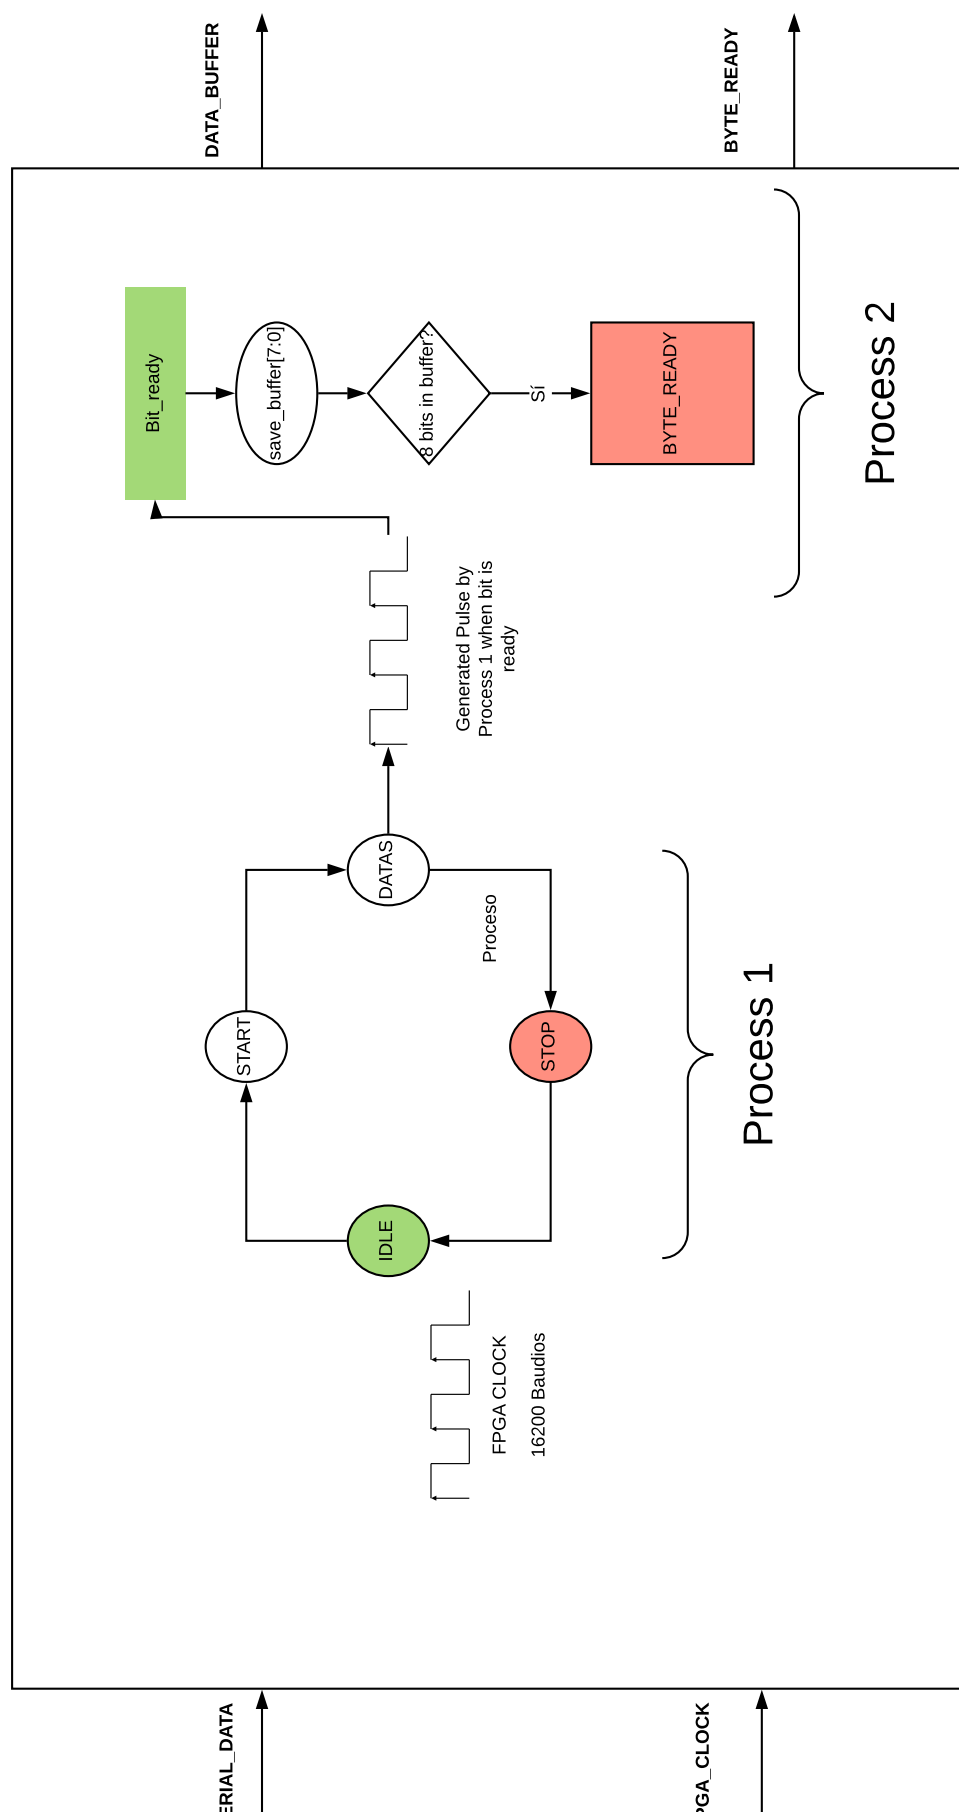 ERIAL_DATA
PGA_CLOCK
FPGA CLOCK
16200 Baudios
IDLE
START
DATAS
STOP
Proceso
Process 1
Generated Pulse by
Process 1 when bit is
ready
Bit_ready
save_buffer[7:0]
8 bits in buffer?
Sí
BYTE_READY
Process 2
DATA_BUFFER
BYTE_READY